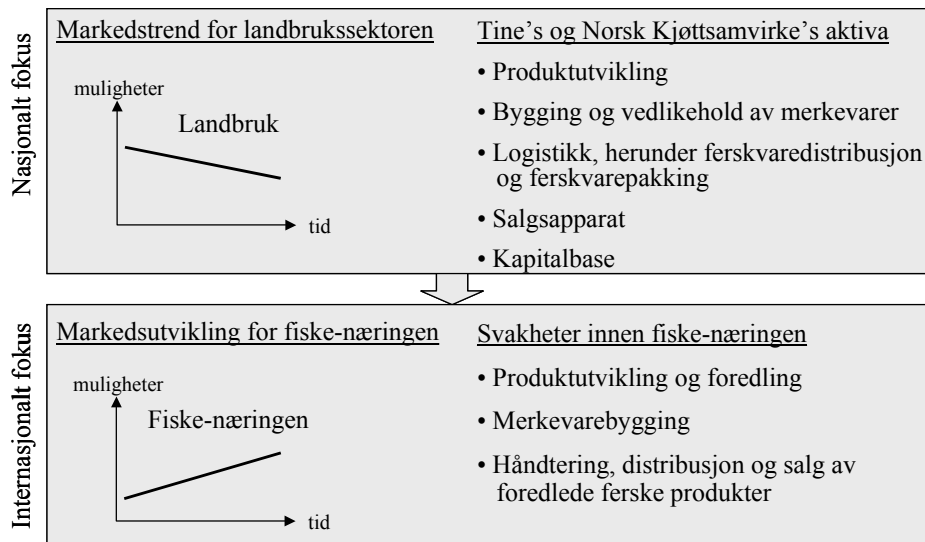 Nasjonalt fokus
Markedstrend for landbrukssektoren
muligheter
Landbruk
tid
Tine's og Norsk Kjøttsamvirke's aktiva
• Produktutvikling
• Bygging og vedlikehold av merkevarer
• Logistikk, herunder ferskvaredistribusjon
og ferskvarepakking
• Salgsapparat
• Kapitalbase
Internasjonalt fokus
Markedsutvikling for fiske-næringen
muligheter
Fiske-næringen
tid
Svakheter innen fiske-næringen
• Produktutvikling og foredling
• Merkevarebygging
• Håndtering, distribusjon og salg av
foredlede ferske produkter